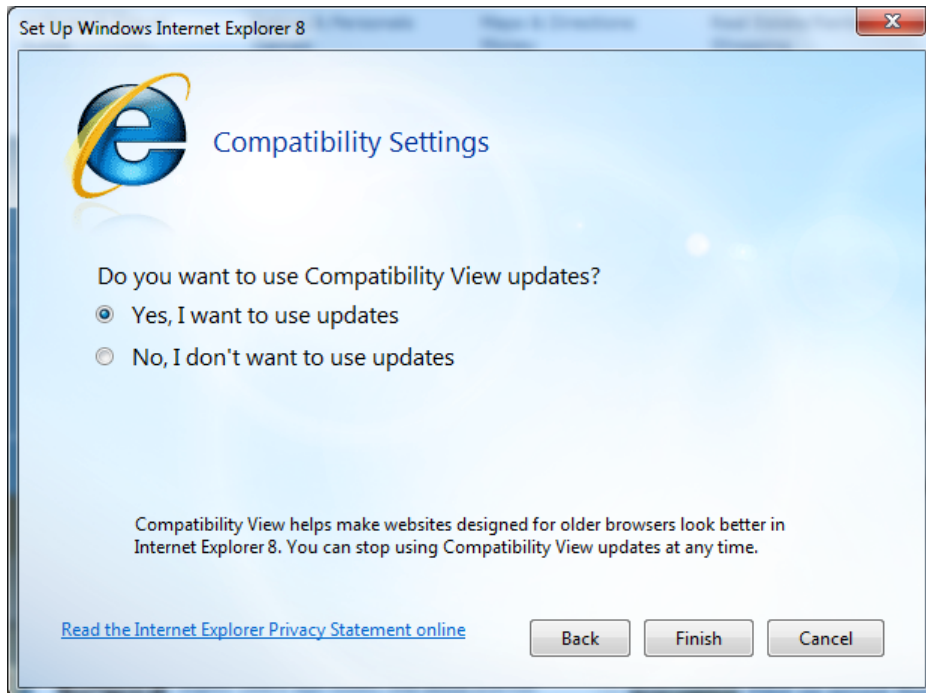 Set Up Windows Internet Explorer 8
Compatibility Settings
Do you want to use Compatibility View updates?
Yes, I want to use updates
No, I don't want to use updates
Compatibility View helps make websites designed for older browsers look better in
Internet Explorer 8. You can stop using Compatibility View updates at any time.
Read the Internet Explorer Privacy Statement online
Back
Finish
Cancel